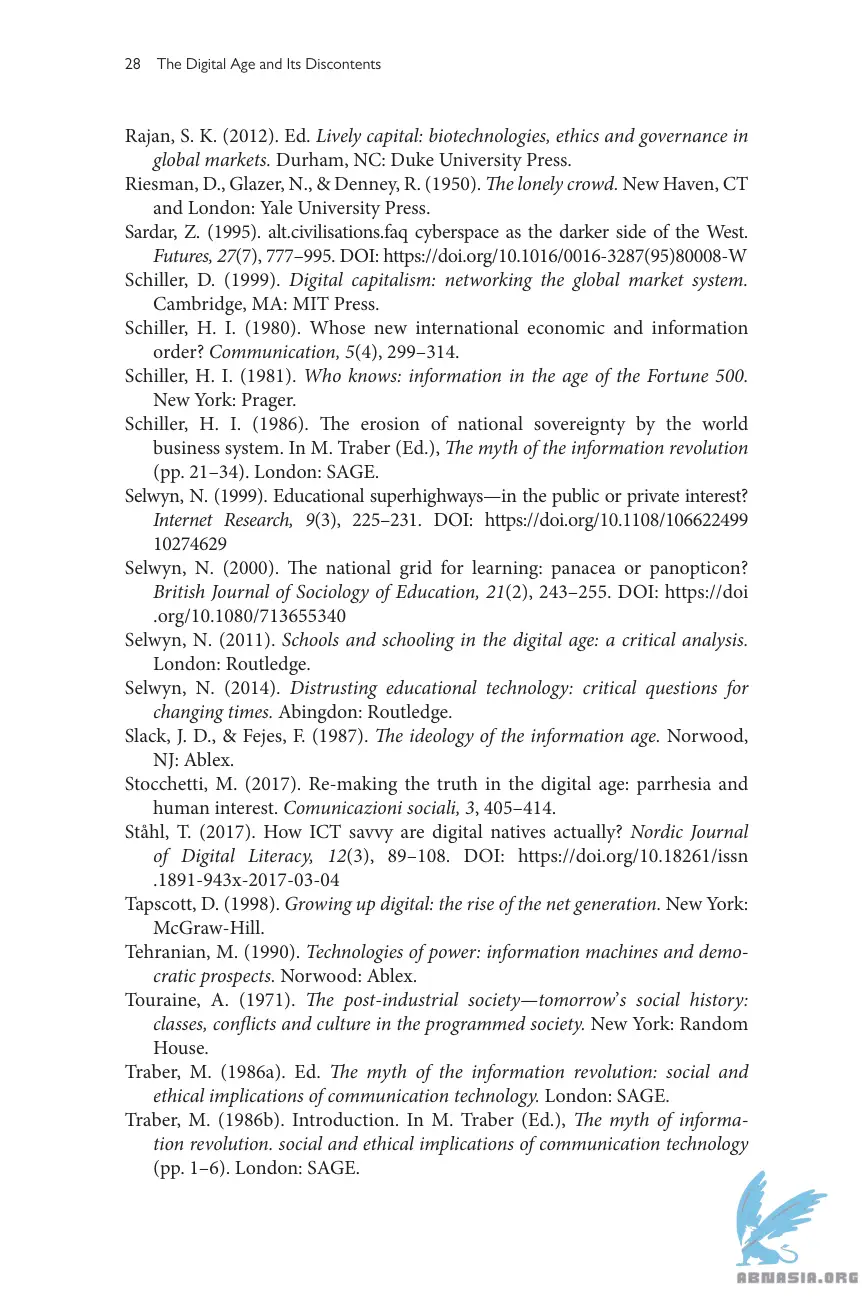 28 The Digital Age and Its Discontents
Rajan, S. K. (2012). Ed. Lively capital: biotechnologies, ethics and governance in
global markets. Durham, NC: Duke University Press.
Riesman, D., Glazer, N., & Denney, R. (1950). The lonely crowd. New Haven, CT
and London: Yale University Press.
Sardar, Z. (1995). alt.civilisations.faq cyberspace as the darker side of the West.
Futures, 27(7), 777–995. DOI: https://doi.org/10.1016/0016-3287(95)80008-W
Schiller, D. (1999). Digital capitalism: networking the global market system.
Cambridge, MA: MIT Press.
Schiller, H. I. (1980). Whose new international economic and information
order? Communication, 5(4), 299–314.
Schiller, H. I. (1981). Who knows: information in the age of the Fortune 500.
New York: Prager.
Schiller, H. I. (1986). The erosion of national sovereignty by the world
business system. In M. Traber (Ed.), The myth of the information revolution
(pp. 21–34). London: SAGE.
Selwyn, N. (1999). Educational superhighways—in the public or private interest?
Internet Research, 9(3), 225–231. DOI: https://doi.org/10.1108/106622499
10274629
Selwyn, N. (2000). The national grid for learning: panacea or panopticon?
British Journal of Sociology of Education, 21(2), 243–255. DOI: https://doi
.org/10.1080/713655340
Selwyn, N. (2011). Schools and schooling in the digital age: a critical analysis.
London: Routledge.
Selwyn, N. (2014). Distrusting educational technology: critical questions for
changing times. Abingdon: Routledge.
Slack, J. D., & Fejes, F. (1987). The ideology of the information age. Norwood,
NJ: Ablex.
Stocchetti, M. (2017). Re-making the truth in the digital age: parrhesia and
human interest. Comunicazioni sociali, 3, 405–414.
Ståhl, T. (2017). How ICT savvy are digital natives actually? Nordic Journal
of Digital Literacy, 12(3), 89–108. DOI: https://doi.org/10.18261/issn
.1891-943x-2017-03-04
Tapscott, D. (1998). Growing up digital: the rise of the net generation. New York:
McGraw-Hill.
Tehranian, M. (1990). Technologies of power: information machines and demo-
cratic prospects. Norwood: Ablex.
Touraine, A. (1971). The post-industrial society—tomorrow’s social history:
classes, conflicts and culture in the programmed society. New York: Random
House.
Traber, M. (1986a). Ed. The myth of the information revolution: social and
ethical implications of communication technology. London: SAGE.
Traber, M. (1986b). Introduction. In M. Traber (Ed.), The myth of informa-
tion revolution. social and ethical implications of communication technology
(pp. 1–6). London: SAGE.
ABNASIA.ORG